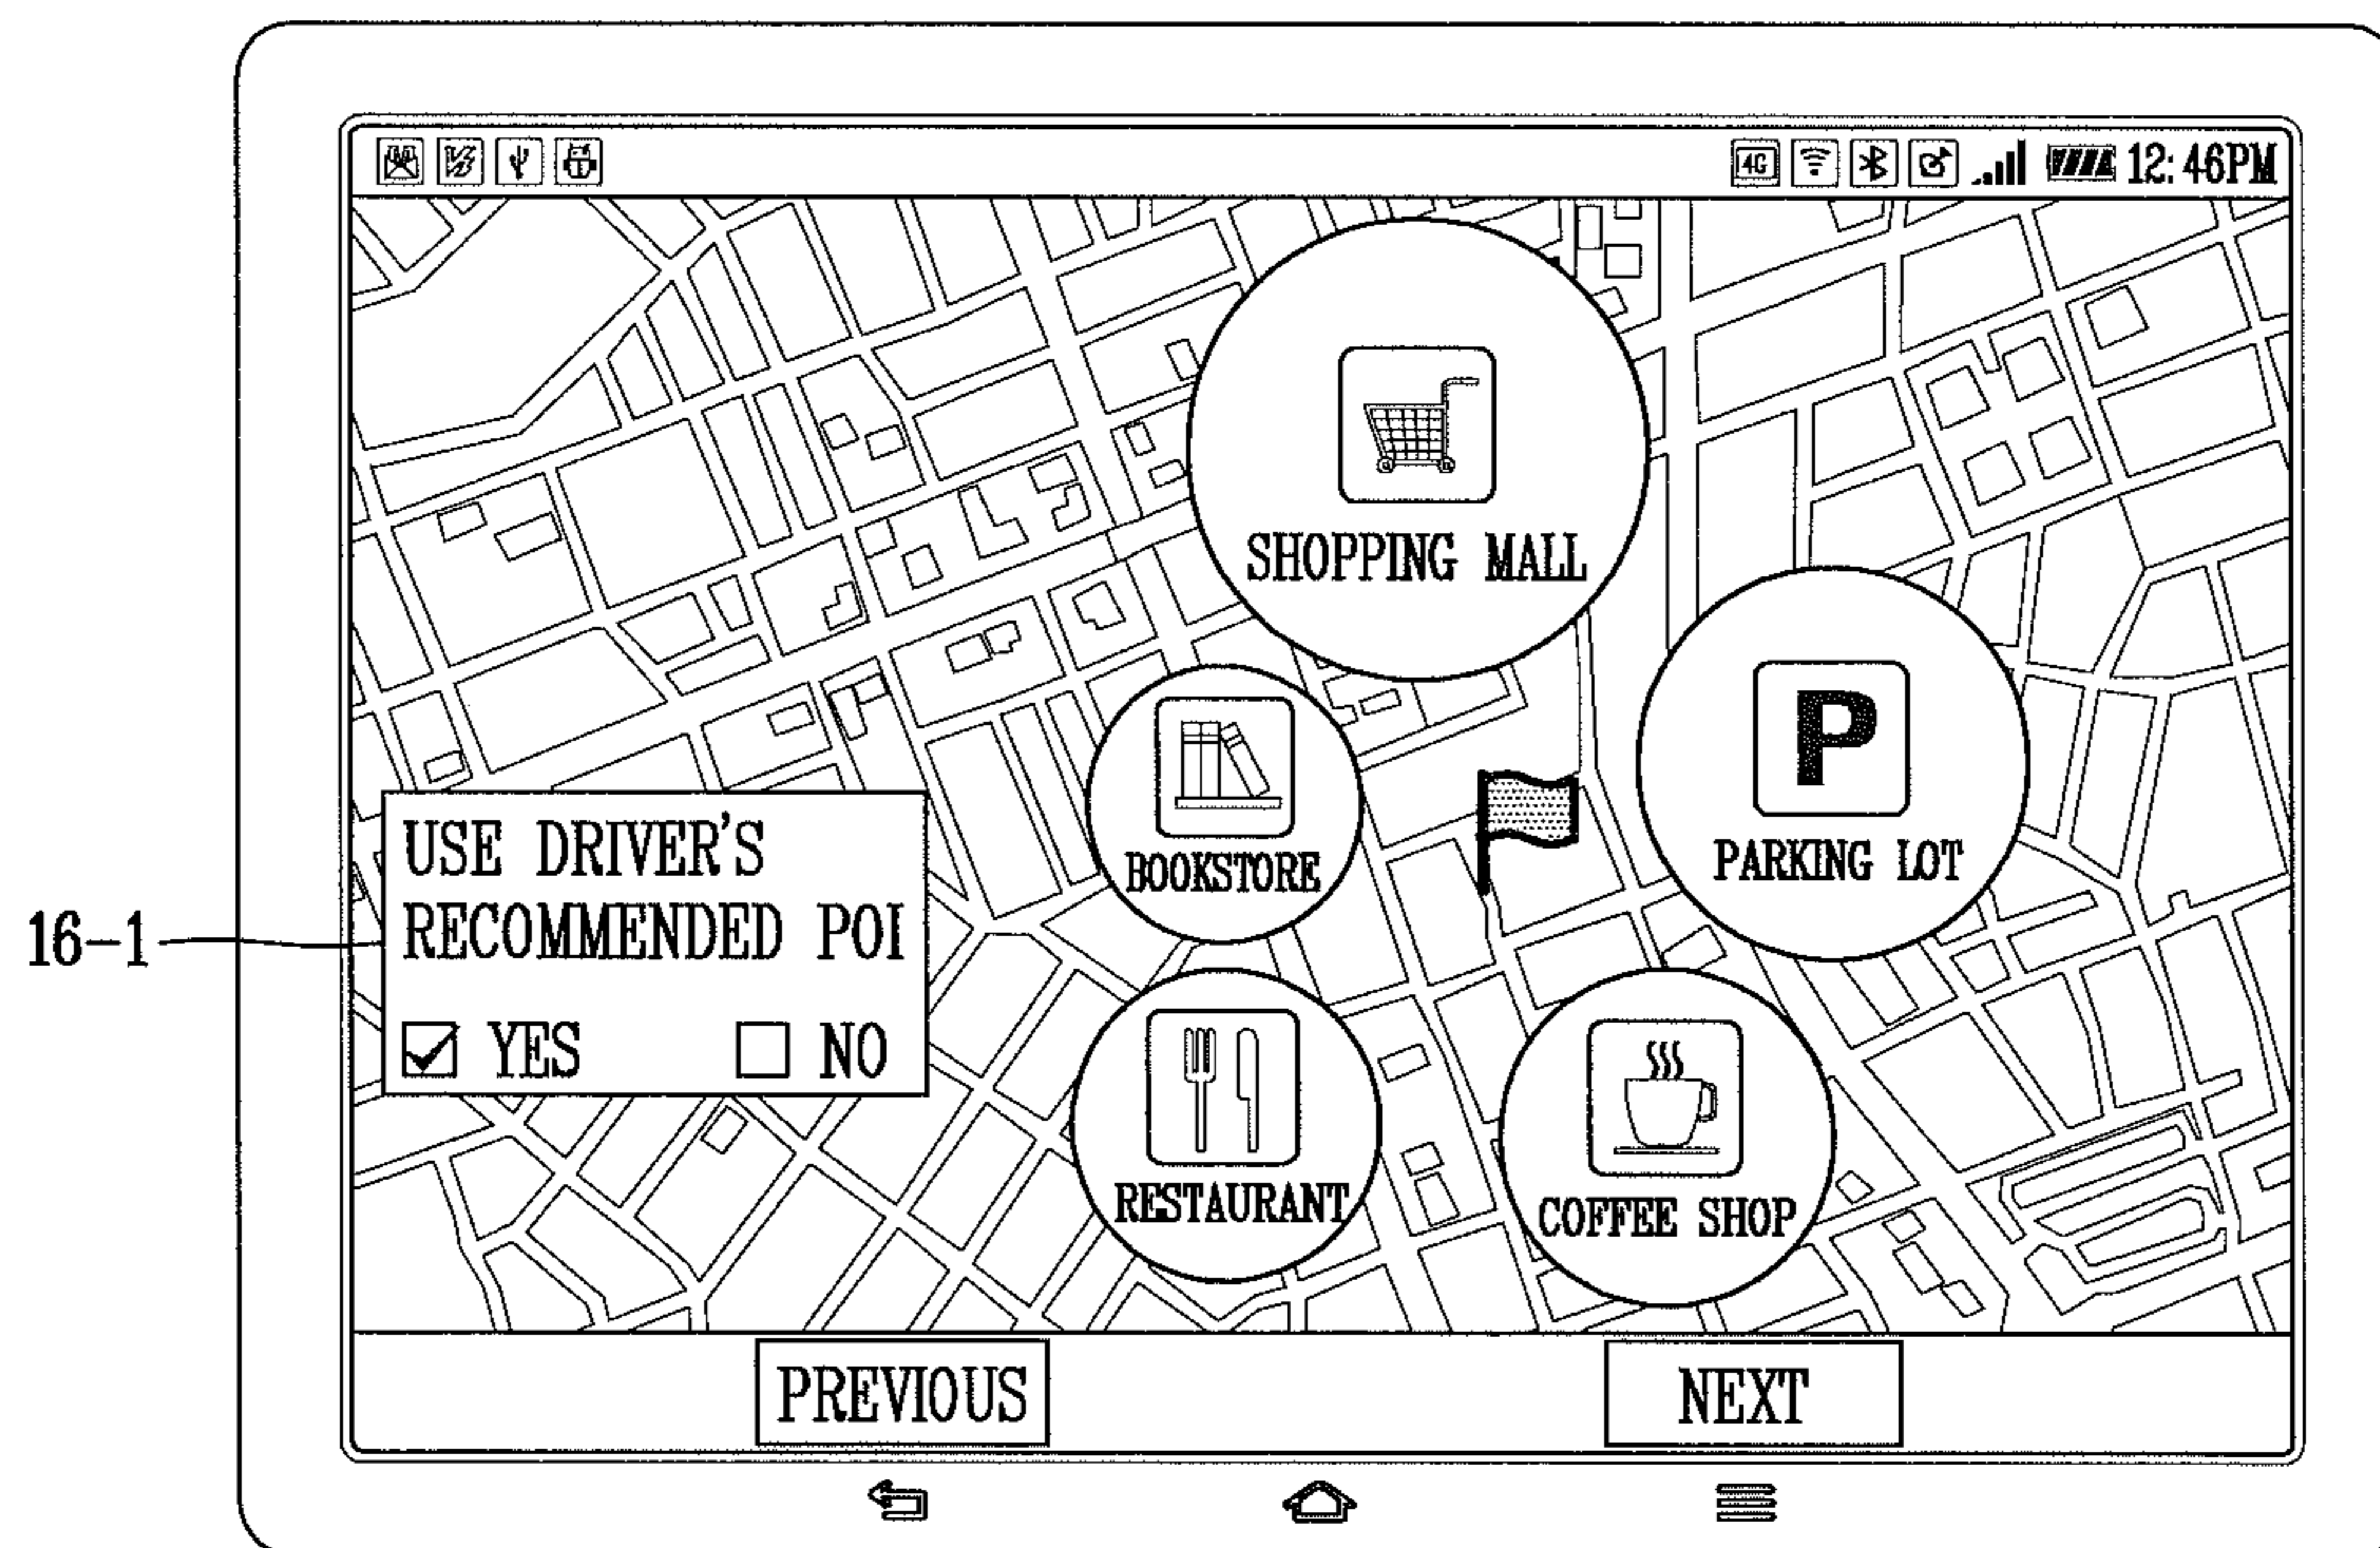 4G
12:46PM
SHOPPING MALL
P
PARKING LOT
BOOKSTORE
USE DRIVER'S
RECOMMENDED POI
YES NO
16-1
RESTAURANT
COFFEE SHOP
PREVIOUS
NEXT